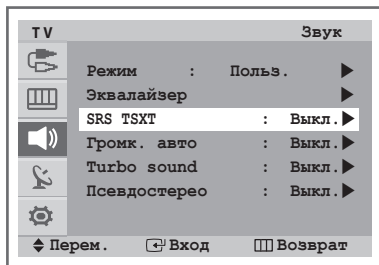 TV Звук
Режим : Польз.
Эквалайзер
SRS TSXT : Выкл.
Громк. авто : Выкл.
Turbo sound : Выкл.
Псевдостерео : Выкл.
Перем. Вход Возврат